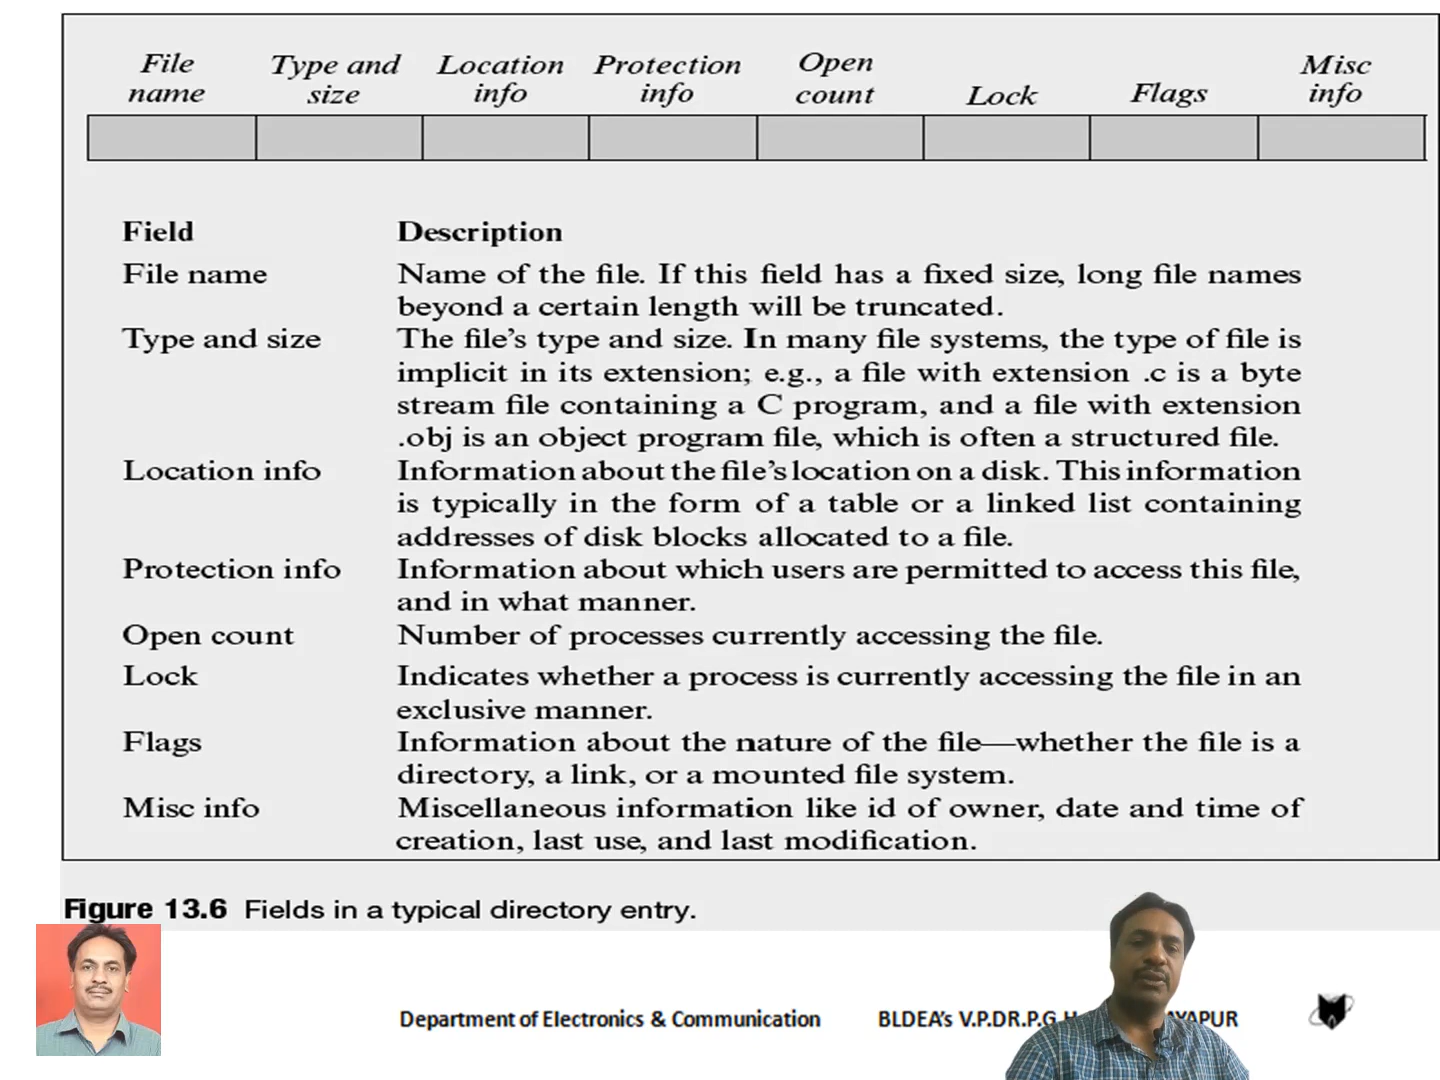 File name
Type and size
Location info
Protection info
Open count
Lock
Flags
Misc info
Field Description
File name Name of the file. If this field has a fixed size, long file names
beyond a certain length will be truncated.
Type and size The file's type and size. In many file systems, the type of file is
implicit in its extension; e.g., a file with extension .c is a byte
stream file containing a C program, and a file with extension
.obj is an object program file, which is often a structured file.
Location info Information about the file's location on a disk. This information
is typically in the form of a table or a linked list containing
addresses of disk blocks allocated to a file.
Protection info Information about which users are permitted to access this file,
and in what manner.
Open count Number of processes currently accessing the file.
Lock Indicates whether a process is currently accessing the file in an
exclusive manner.
Flags Information about the nature of the file—whether the file is a
directory, a link, or a mounted file system.
Misc info Miscellaneous information like id of owner, date and time of
creation, last use, and last modification.
Figure 13.6 Fields in a typical directory entry.
Department of Electronics & Communication BLDEA's V.P.DR.P.G